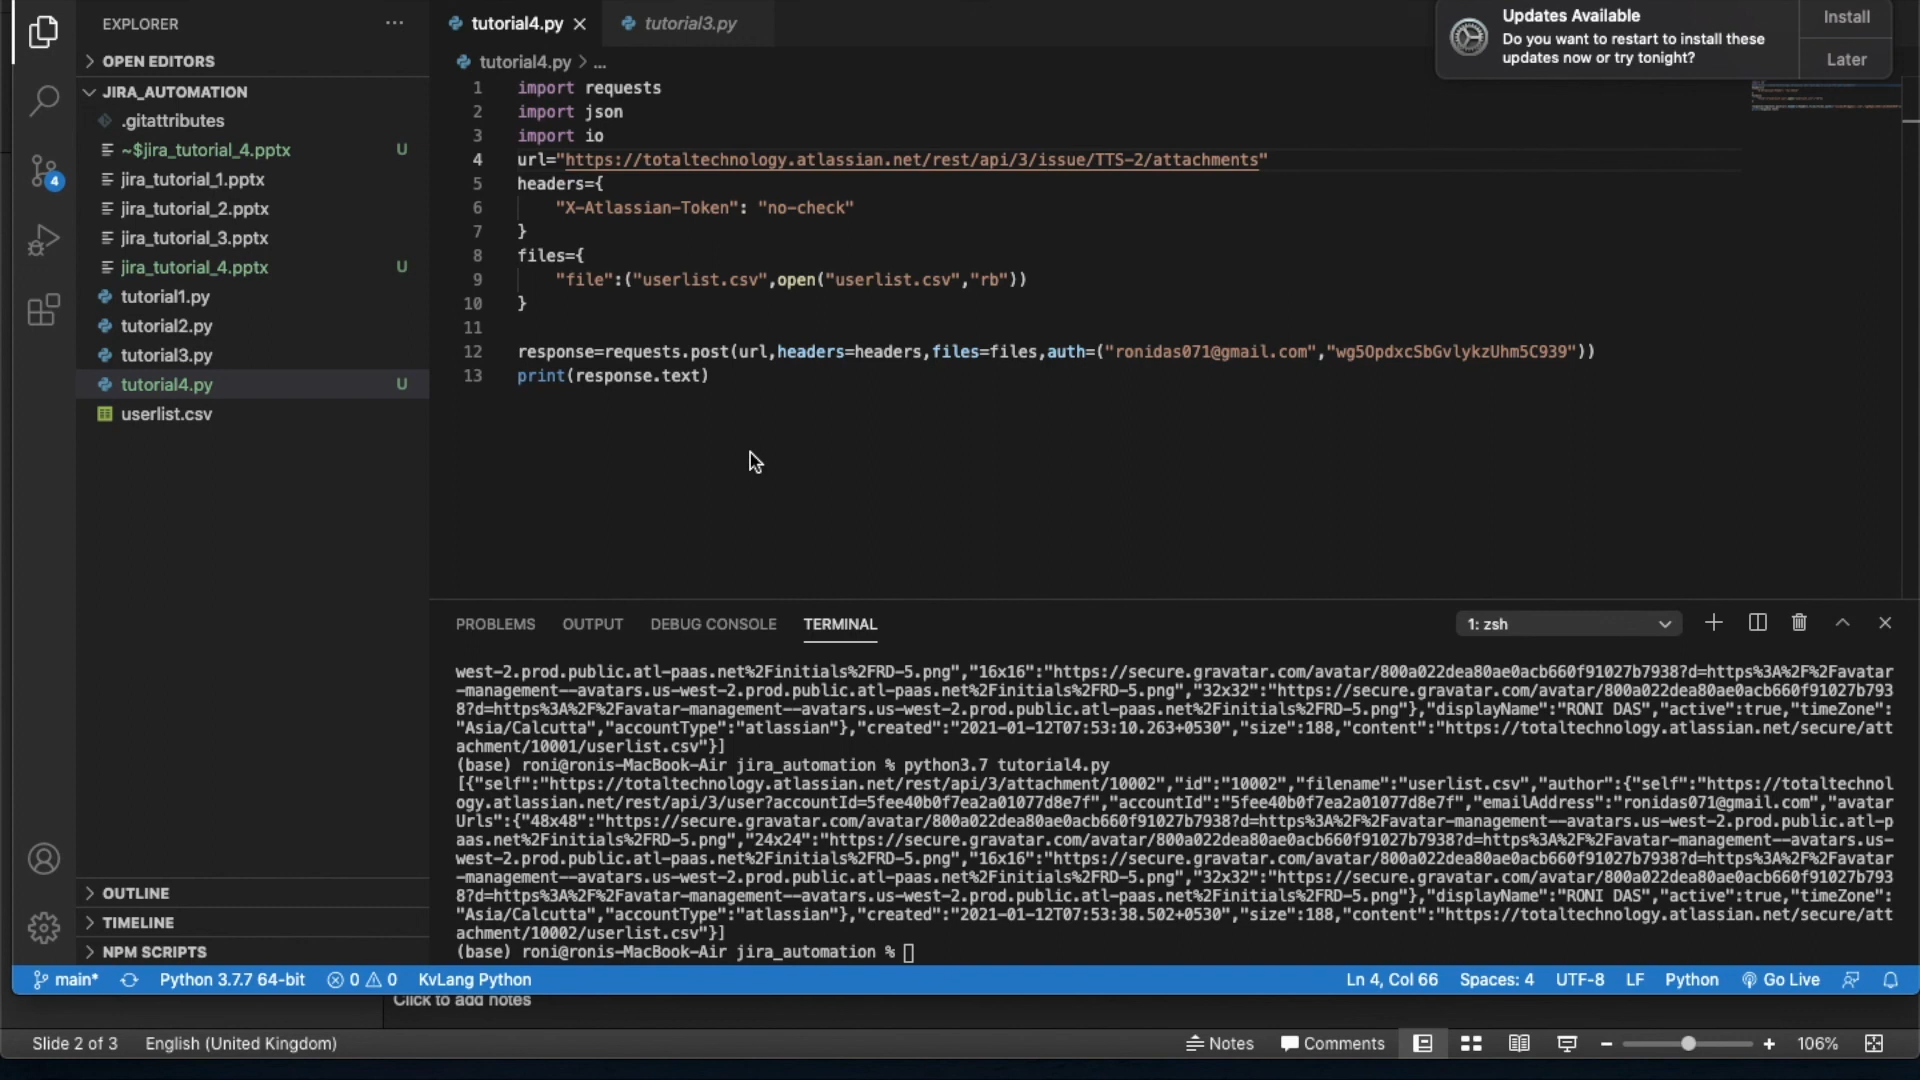 EXPLORER
...
OPEN EDITORS
JIRA_AUTOMATION
.gitattributes
~$jira_tutorial_4.pptx U
jira_tutorial_1.pptx
4
jira_tutorial_2.pptx
jira_tutorial_3.pptx
jira_tutorial_4.pptx U
tutorial1.py
tutorial2.py
tutorial3.py
tutorial4.py U
userlist.csv
OUTLINE
TIMELINE
NPM SCRIPTS
tutorial4.py
tutorial3.py
tutorial4.py > ...
1 import requests
2 import json
3 import io
4 url="https://totaltechnology.atlassian.net/rest/api/3/issue/TTS-2/attachments"
5 headers={
6 "X-Atlassian-Token": "no-check"
7 }
8 files={
9 "file":("userlist.csv",open("userlist.csv","rb"))
10 }
11
12 response=requests.post(url,headers=headers,files=files,auth=("ronidas071@gmail.com","wg5OpdxcSbGvlykzUhm5C939"))
13 print(response.text)
Updates Available
Do you want to restart to install these
updates now or try tonight?
Install
Later
PROBLEMS OUTPUT DEBUG CONSOLE TERMINAL
1: zsh
west-2.prod.public.atl-paas.net%2Finitials%2FRD-5.png","16x16":"https://secure.gravatar.com/avatar/800a022dea80ae0acb660f91027b7938?d=https%3A%2F%2Favatar
-management--avatars.us-west-2.prod.public.atl-paas.net%2Finitials%2FRD-5.png","32x32":"https://secure.gravatar.com/avatar/800a022dea80ae0acb660f91027b793
8?d=https%3A%2F%2Favatar-management--avatars.us-west-2.prod.public.atl-paas.net%2Finitials%2FRD-5.png"},"displayName":"RONI DAS","active":true,"timeZone":
"Asia/Calcutta","accountType":"atlassian"},"created":"2021-01-12T07:53:10.263+0530","size":188,"content":"https://totaltechnology.atlassian.net/secure/att
achment/10001/userlist.csv"}]
(base) roni@ronis-MacBook-Air jira_automation % python3.7 tutorial4.py
[{"self":"https://totaltechnology.atlassian.net/rest/api/3/attachment/10002","id":"10002","filename":"userlist.csv","author":{"self":"https://totaltechnol
ogy.atlassian.net/rest/api/3/user?accountId=5fee40b0f7ea2a01077d8e7f","accountId":"5fee40b0f7ea2a01077d8e7f","emailAddress":"ronidas071@gmail.com","avatar
Urls":{"48x48":"https://secure.gravatar.com/avatar/800a022dea80ae0acb660f91027b7938?d=https%3A%2F%2Favatar-management--avatars.us-west-2.prod.public.atl-p
aas.net%2Finitials%2FRD-5.png","24x24":"https://secure.gravatar.com/avatar/800a022dea80ae0acb660f91027b7938?d=https%3A%2F%2Favatar-management--avatars.us-
west-2.prod.public.atl-paas.net%2Finitials%2FRD-5.png","16x16":"https://secure.gravatar.com/avatar/800a022dea80ae0acb660f91027b7938?d=https%3A%2F%2Favatar
-management--avatars.us-west-2.prod.public.atl-paas.net%2Finitials%2FRD-5.png","32x32":"https://secure.gravatar.com/avatar/800a022dea80ae0acb660f91027b793
8?d=https%3A%2F%2Favatar-management--avatars.us-west-2.prod.public.atl-paas.net%2Finitials%2FRD-5.png"},"displayName":"RONI DAS","active":true,"timeZone":
"Asia/Calcutta","accountType":"atlassian"},"created":"2021-01-12T07:53:38.502+0530","size":188,"content":"https://totaltechnology.atlassian.net/secure/att
achment/10002/userlist.csv"}]
(base) roni@ronis-MacBook-Air jira_automation %
main* Python 3.7.7 64-bit 0 0 KvLang Python Ln 4, Col 66 Spaces: 4 UTF-8 LF Python Go Live
Click to add notes
Slide 2 of 3 English (United Kingdom) Notes Comments 106%